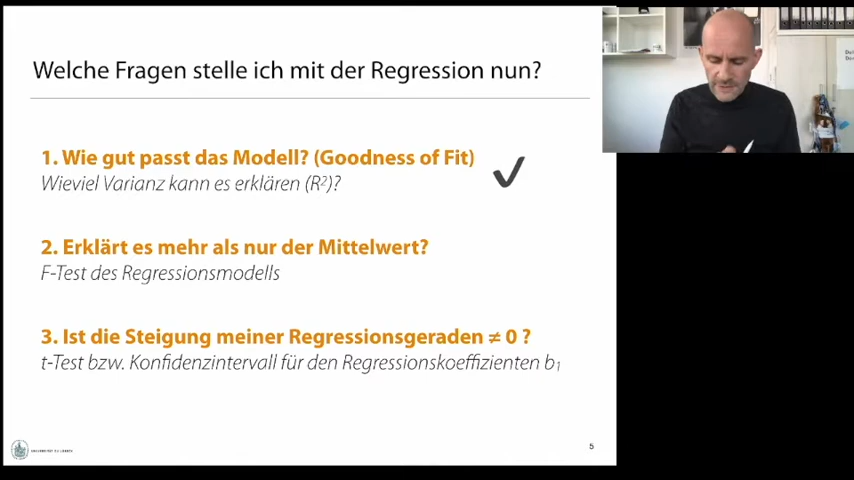 Welche Fragen stelle ich mit der Regression nun?
1. Wie gut passt das Modell? (Goodness of Fit)
Wieviel Varianz kann es erklären (R²)?
2. Erklärt es mehr als nur der Mittelwert?
F-Test des Regressionsmodells
3. Ist die Steigung meiner Regressionsgeraden ≠ 0 ?
t-Test bzw. Konfidenzintervall für den Regressionskoeffizienten b₁
5